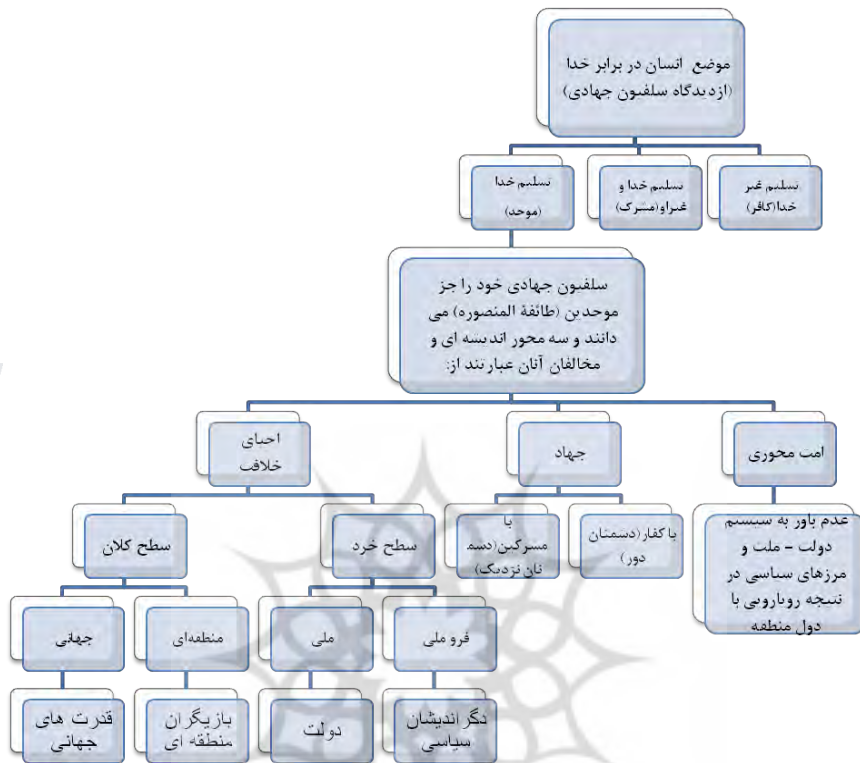 موضع انسان در برابر خدا
(از دیدگاه سلفیون جهادی)
تسلیم غیر
خدا(کافر)
تسلیم خدا و
غیراو(مشرک)
تسلیم خدا
(موحد)
سلفیون جهادی خود را جز
موحدین (طائفة المنصوره) می
دانند و سه محور اندیشه ای و
مخالفان آنان عبارتند از:
امت محوری
جهاد
احیای
خلافت
عدم باور به سیستم
دولت - ملت و
مرزهای سیاسی در
نتیجه رویارویی با
دول منطقه
با کفار(دسمنان
دور)
با
مسرکین(دسم
نان نزدیک)
سطح خرد
سطح کلان
فرو ملی
ملی
منطقه‌ای
جهانی
دگراندیشان
سیاسی
دولت
بازیگران
منطقه ای
قدرت های
جهانی